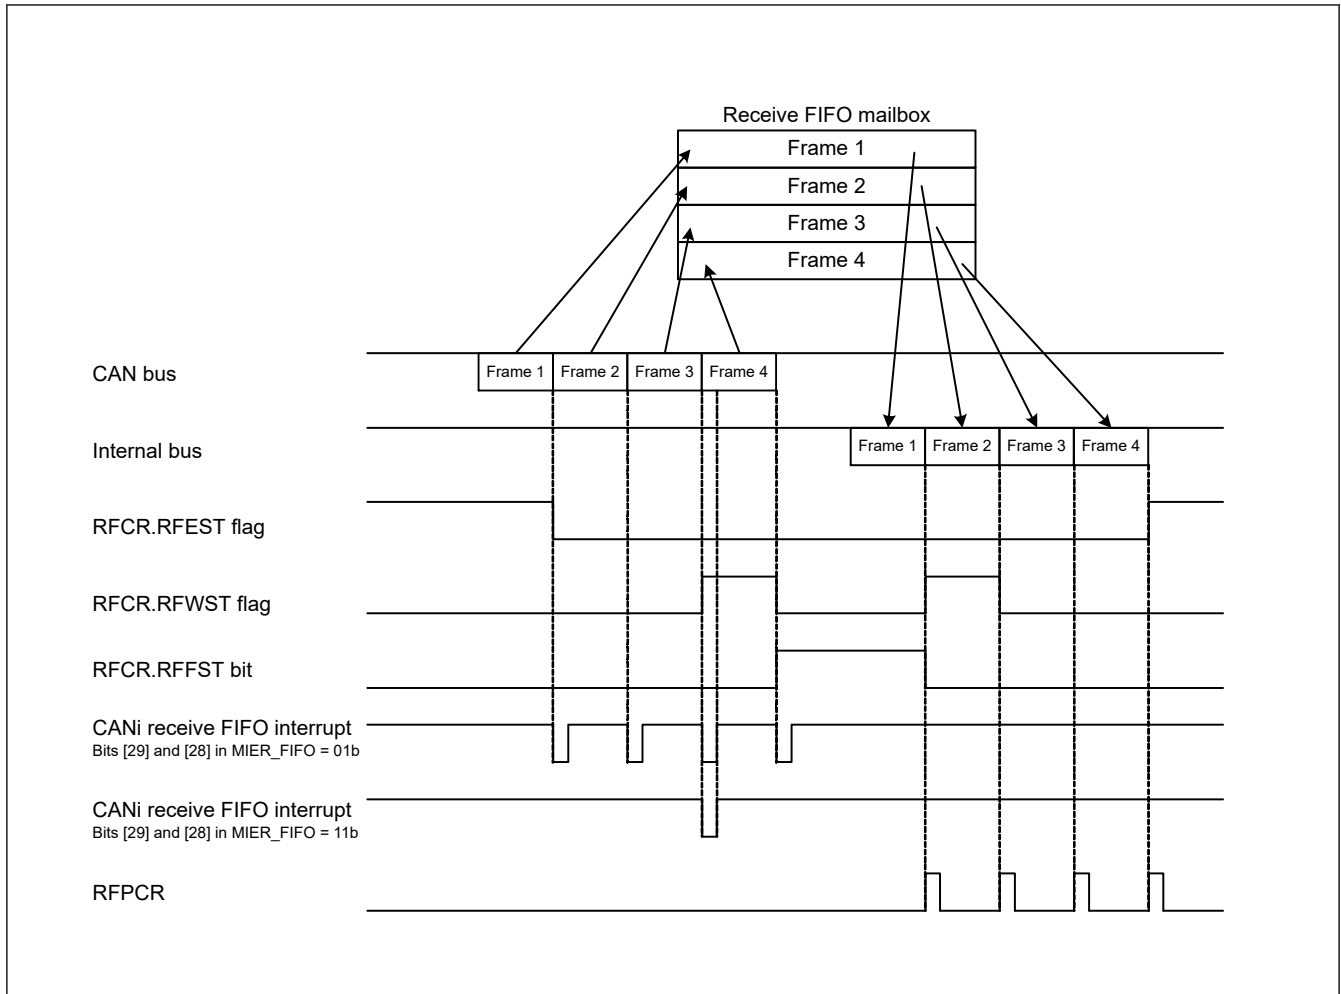 Receive FIFO mailbox
Frame 1
Frame 2
Frame 3
Frame 4
CAN bus
Frame 1 Frame 2 Frame 3 Frame 4
Internal bus
Frame 1 Frame 2 Frame 3 Frame 4
RFCR.RFEST flag
RFCR.RFWST flag
RFCR.RFFST bit
CANi receive FIFO interrupt
Bits [29] and [28] in MIER_FIFO = 01b
CANi receive FIFO interrupt
Bits [29] and [28] in MIER_FIFO = 11b
RFPCR